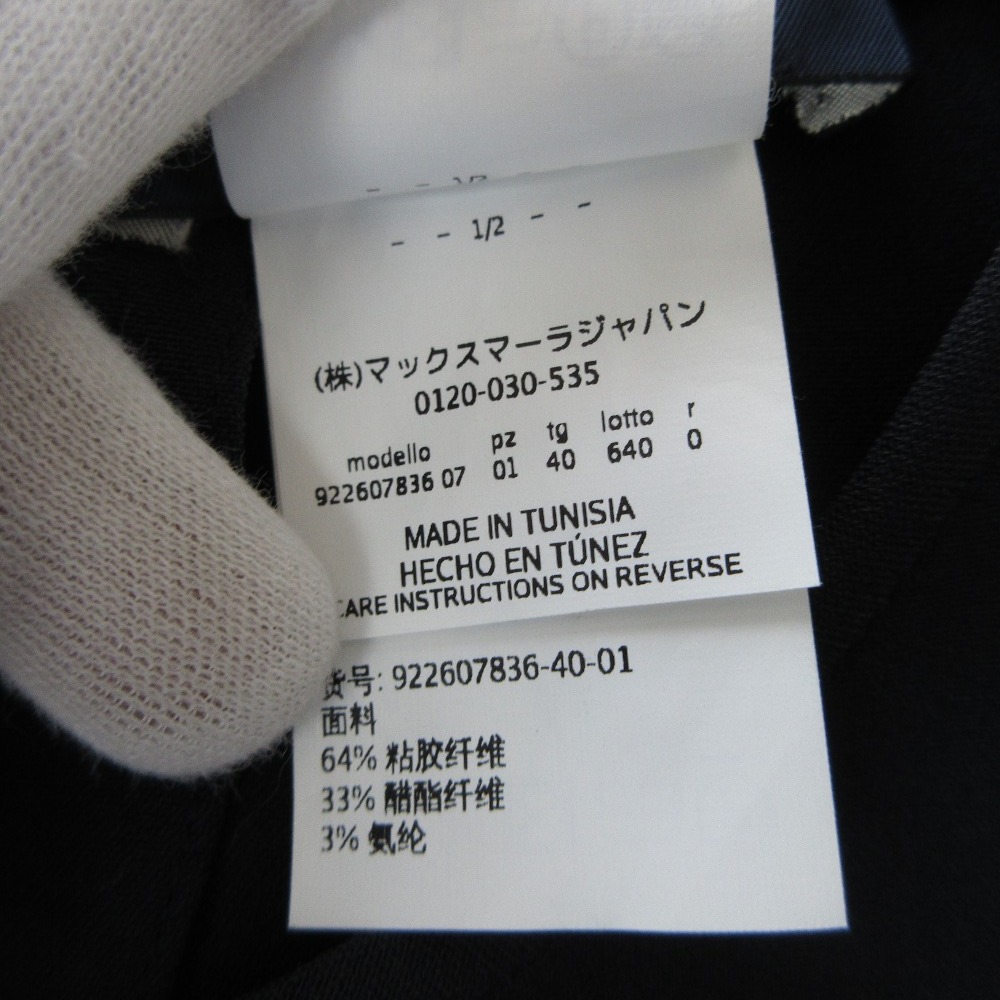 - - 1/2 - -
(株)マックスマーラジャパン
0120-030-535
modello pz tg lotto r
922607836 07 01 40 640 0
MADE IN TUNISIA
HECHO EN TÚNEZ
CARE INSTRUCTIONS ON REVERSE
货号: 922607836-40-01
面料
64% 粘胶纤维
33% 醋酯纤维
3% 氨纶